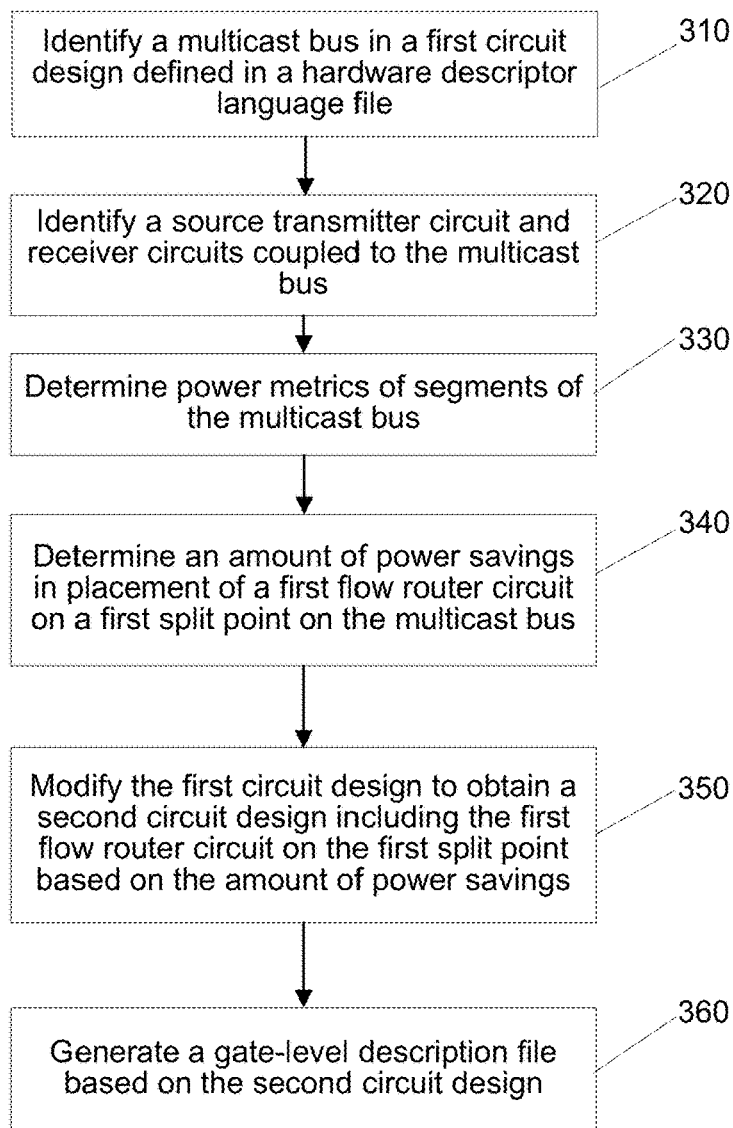 Identify a multicast bus in a first circuit
design defined in a hardware descriptor
language file
310
Identify a source transmitter circuit and
receiver circuits coupled to the multicast
bus
320
Determine power metrics of segments of
the multicast bus
330
Determine an amount of power savings
in placement of a first flow router circuit
on a first split point on the multicast bus
340
Modify the first circuit design to obtain a
second circuit design including the first
flow router circuit on the first split point
based on the amount of power savings
350
Generate a gate-level description file
based on the second circuit design
360